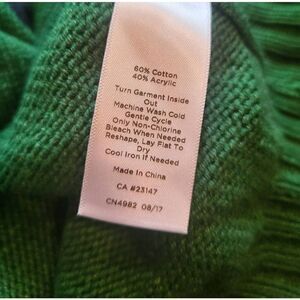 60% Cotton
40% Acrylic
Turn Garment Inside
Out
Machine Wash Cold
Gentle Cycle
Only Non-Chlorine
Bleach When Needed
Reshape, Lay Flat To
Dry
Cool Iron If Needed
Made In China
CA #23147
CN4982 08/17